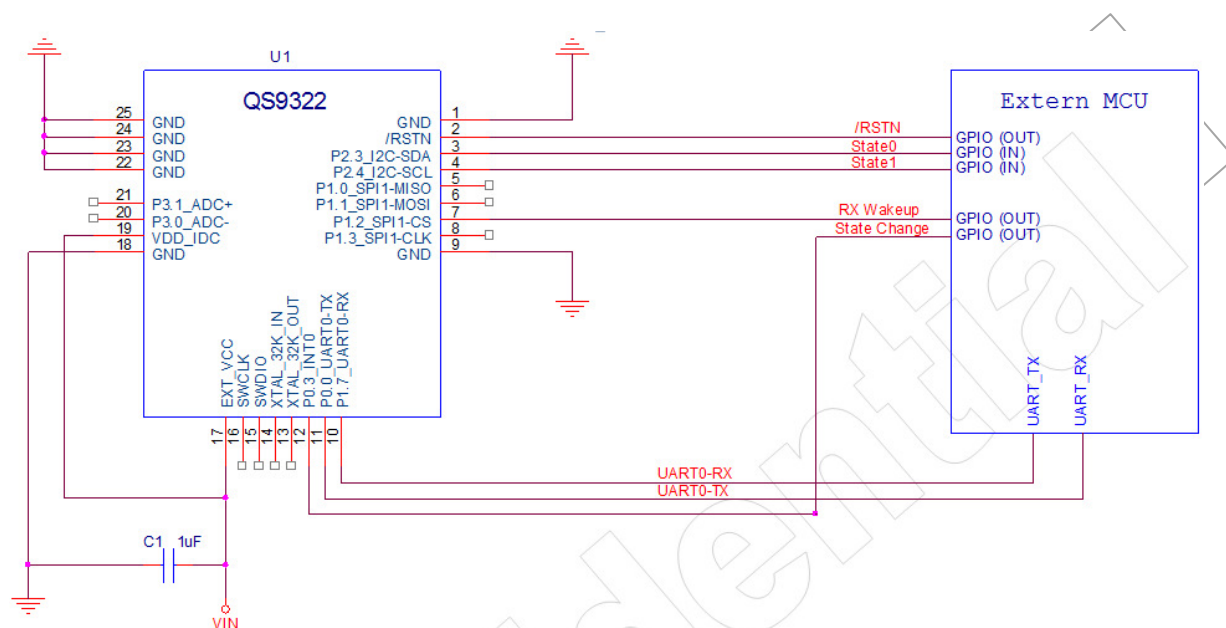 U1
QS9322
Extern MCU
25 GND
24 GND
23 GND
22 GND
21 P3.1_ADC+
20 P3.0_ADC-
19 VDD_IDC
18 GND
GND 1
/RSTN 2
P2.3_I2C-SDA 3
P2.4_I2C-SCL 4
P1.0_SPI1-MISO 5
P1.1_SPI1-MOSI 6
P1.2_SPI1-CS 7
P1.3_SPI1-CLK 8
GND 9
/RSTN
State0
State1
RX Wakeup
State Change
GPIO (OUT)
GPIO (IN)
GPIO (IN)
GPIO (OUT)
GPIO (OUT)
EXT_VCC 17
SWCLK 16
SWDIO 15
XTAL_32K_IN 14
XTAL_32K_OUT 13
P0.3_INT0 12
P0.0_UART0-TX 11
P1.7_UART0-RX 10
UART_TX
UART_RX
UART0-RX
UART0-TX
C1 1uF
VIN
idential